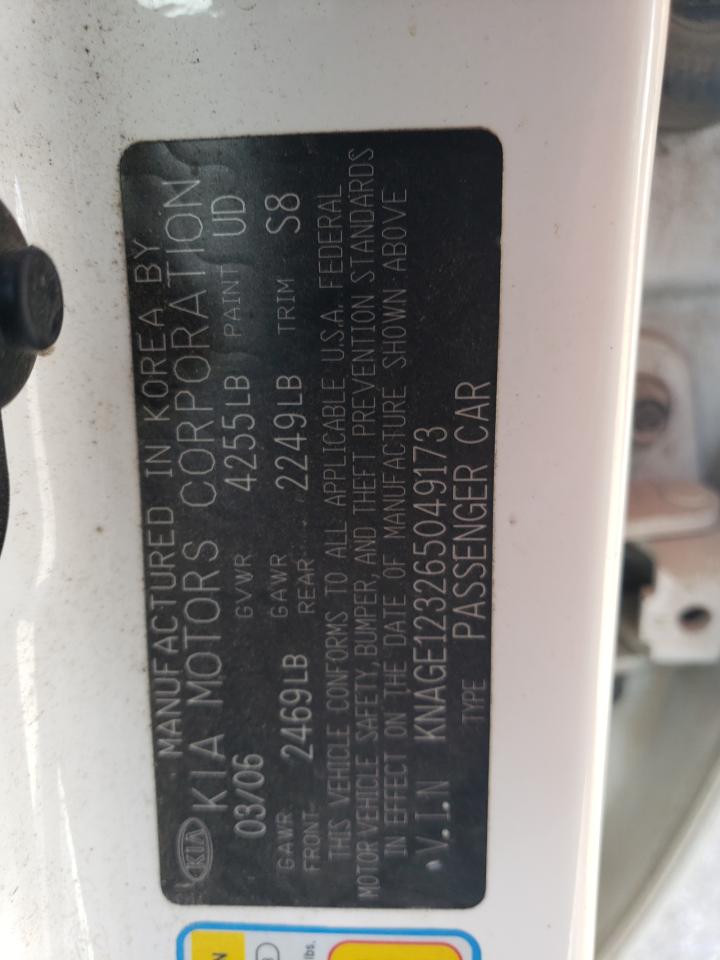 KIA
MANUFACTURED IN KOREA BY
KIA MOTORS CORPORATION
03/06 GVWR 4255LB PAINT UD
GAWR FRONT 2469LB GAWR REAR 2249LB TRIM S8
THIS VEHICLE CONFORMS TO ALL APPLICABLE U.S.A. FEDERAL
MOTOR VEHICLE SAFETY, BUMPER, AND THEFT PREVENTION STANDARDS
IN EFFECT ON THE DATE OF MANUFACTURE SHOWN ABOVE
V.I.N KNAGE123265049173
TYPE PASSENGER CAR
lbs.